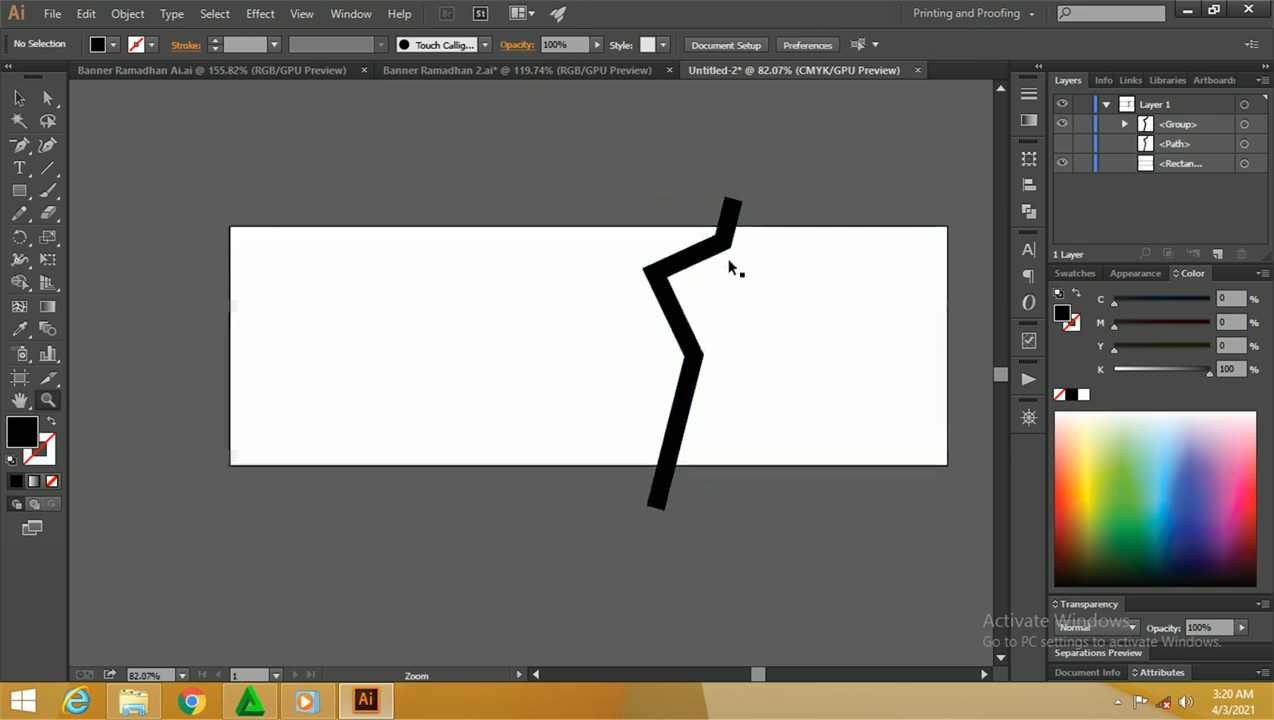 Ai File Edit Object Type Select Effect View Window Help Br St Printing and Proofing
No Selection Stroke: Touch Callig... Opacity: 100% Style: Document Setup Preferences
Banner Ramadhan Ai.ai @ 155.82% (RGB/GPU Preview) × Banner Ramadhan 2.ai* @ 119.74% (RGB/GPU Preview) × Untitled-2* @ 82.07% (CMYK/GPU Preview) ×
Layers Info Links Libraries Artboards
Layer 1
<Group>
<Path>
<Rectan...
1 Layer
Swatches Appearance Color
C 0 %
M 0 %
Y 0 %
K 100 %
Transparency
Normal Opacity: 100%
Separations Preview
Document Info Attributes
Activate Windows
Go to PC settings to activate Windows.
82.07% 1 Zoom
Ai 3:20 AM
4/3/2021